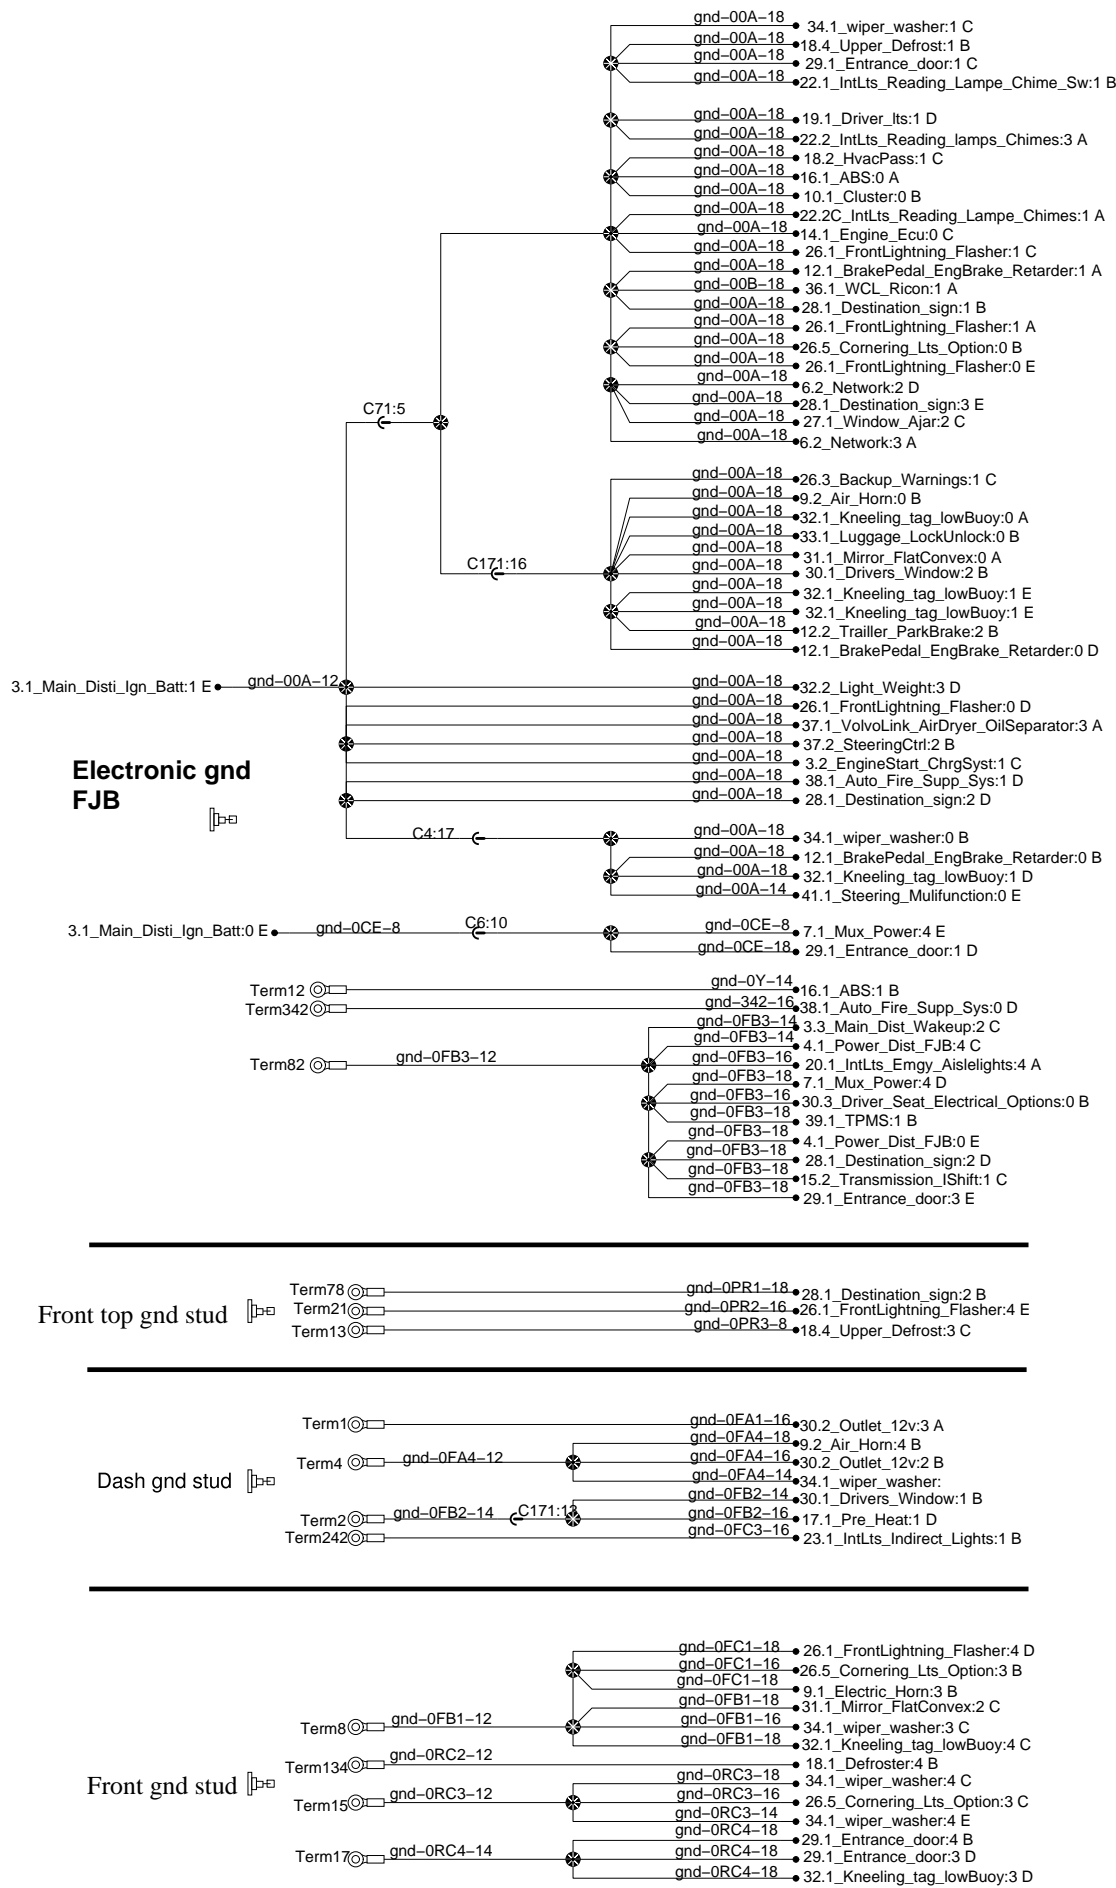 gnd-00A-18 34.1_wiper_washer:1 C
gnd-00A-18 18.4_Upper_Defrost:1 B
gnd-00A-18 29.1_Entrance_door:1 C
gnd-00A-18 22.1_IntLts_Reading_Lampe_Chime_Sw:1 B
gnd-00A-18 19.1_Driver_lts:1 D
gnd-00A-18 22.2_IntLts_Reading_lamps_Chimes:3 A
gnd-00A-18 18.2_HvacPass:1 C
gnd-00A-18 16.1_ABS:0 A
gnd-00A-18 10.1_Cluster:0 B
gnd-00A-18 22.2C_IntLts_Reading_Lampe_Chimes:1 A
gnd-00A-18 14.1_Engine_Ecu:0 C
gnd-00A-18 26.1_FrontLightning_Flasher:1 C
gnd-00A-18 12.1_BrakePedal_EngBrake_Retarder:1 A
gnd-00B-18 36.1_WCL_Ricon:1 A
gnd-00A-18 28.1_Destination_sign:1 B
gnd-00A-18 26.1_FrontLightning_Flasher:1 A
gnd-00A-18 26.5_Cornering_Lts_Option:0 B
gnd-00A-18 26.1_FrontLightning_Flasher:0 E
gnd-00A-18 6.2_Network:2 D
gnd-00A-18 28.1_Destination_sign:3 E
C71:5
gnd-00A-18 27.1_Window_Ajar:2 C
gnd-00A-18 6.2_Network:3 A
gnd-00A-18 26.3_Backup_Warnings:1 C
gnd-00A-18 9.2_Air_Horn:0 B
gnd-00A-18 32.1_Kneeling_tag_lowBuoy:0 A
gnd-00A-18 33.1_Luggage_LockUnlock:0 B
gnd-00A-18 31.1_Mirror_FlatConvex:0 A
C171:16 gnd-00A-18 30.1_Drivers_Window:2 B
gnd-00A-18 32.1_Kneeling_tag_lowBuoy:1 E
gnd-00A-18 32.1_Kneeling_tag_lowBuoy:1 E
gnd-00A-18 12.2_Trailler_ParkBrake:2 B
gnd-00A-18 12.1_BrakePedal_EngBrake_Retarder:0 D
3.1_Main_Disti_Ign_Batt:1 E gnd-00A-12 gnd-00A-18 32.2_Light_Weight:3 D
gnd-00A-18 26.1_FrontLightning_Flasher:0 D
gnd-00A-18 37.1_VolvoLink_AirDryer_OilSeparator:3 A
gnd-00A-18 37.2_SteeringCtrl:2 B
gnd-00A-18 3.2_EngineStart_ChrgSyst:1 C
Electronic gnd
FJB
gnd-00A-18 38.1_Auto_Fire_Supp_Sys:1 D
gnd-00A-18 28.1_Destination_sign:2 D
C4:17 gnd-00A-18 34.1_wiper_washer:0 B
gnd-00A-18 12.1_BrakePedal_EngBrake_Retarder:0 B
gnd-00A-18 32.1_Kneeling_tag_lowBuoy:1 D
gnd-00A-14 41.1_Steering_Mulifunction:0 E
3.1_Main_Disti_Ign_Batt:0 E gnd-0CE-8 C6:10 gnd-0CE-8 7.1_Mux_Power:4 E
gnd-0CE-18 29.1_Entrance_door:1 D
Term12 gnd-0Y-14 16.1_ABS:1 B
Term342 gnd-342-16 38.1_Auto_Fire_Supp_Sys:0 D
gnd-0FB3-14 3.3_Main_Dist_Wakeup:2 C
gnd-0FB3-14 4.1_Power_Dist_FJB:4 C
Term82 gnd-0FB3-12 gnd-0FB3-16 20.1_IntLts_Emgy_Aislelights:4 A
gnd-0FB3-18 7.1_Mux_Power:4 D
gnd-0FB3-16 30.3_Driver_Seat_Electrical_Options:0 B
gnd-0FB3-18 39.1_TPMS:1 B
gnd-0FB3-18 4.1_Power_Dist_FJB:0 E
gnd-0FB3-18 28.1_Destination_sign:2 D
gnd-0FB3-18 15.2_Transmission_IShift:1 C
gnd-0FB3-18 29.1_Entrance_door:3 E
Front top gnd stud
Term78 gnd-0PR1-18 28.1_Destination_sign:2 B
Term21 gnd-0PR2-16 26.1_FrontLightning_Flasher:4 E
Term13 gnd-0PR3-8 18.4_Upper_Defrost:3 C
Dash gnd stud
Term1 gnd-0FA1-16 30.2_Outlet_12v:3 A
gnd-0FA4-18 9.2_Air_Horn:4 B
Term4 gnd-0FA4-12 gnd-0FA4-16 30.2_Outlet_12v:2 B
gnd-0FA4-14 34.1_wiper_washer:
gnd-0FB2-14 30.1_Drivers_Window:1 B
Term2 gnd-0FB2-14 C171:13 gnd-0FB2-16 17.1_Pre_Heat:1 D
Term242 gnd-0FC3-16 23.1_IntLts_Indirect_Lights:1 B
Front gnd stud
gnd-0FC1-18 26.1_FrontLightning_Flasher:4 D
gnd-0FC1-16 26.5_Cornering_Lts_Option:3 B
gnd-0FC1-18 9.1_Electric_Horn:3 B
gnd-0FB1-18 31.1_Mirror_FlatConvex:2 C
Term8 gnd-0FB1-12 gnd-0FB1-16 34.1_wiper_washer:3 C
gnd-0FB1-18 32.1_Kneeling_tag_lowBuoy:4 C
Term134 gnd-0RC2-12 18.1_Defroster:4 B
gnd-0RC3-18 34.1_wiper_washer:4 C
Term15 gnd-0RC3-12 gnd-0RC3-16 26.5_Cornering_Lts_Option:3 C
gnd-0RC3-14 34.1_wiper_washer:4 E
gnd-0RC4-18 29.1_Entrance_door:4 B
Term17 gnd-0RC4-14 gnd-0RC4-18 29.1_Entrance_door:3 D
gnd-0RC4-18 32.1_Kneeling_tag_lowBuoy:3 D